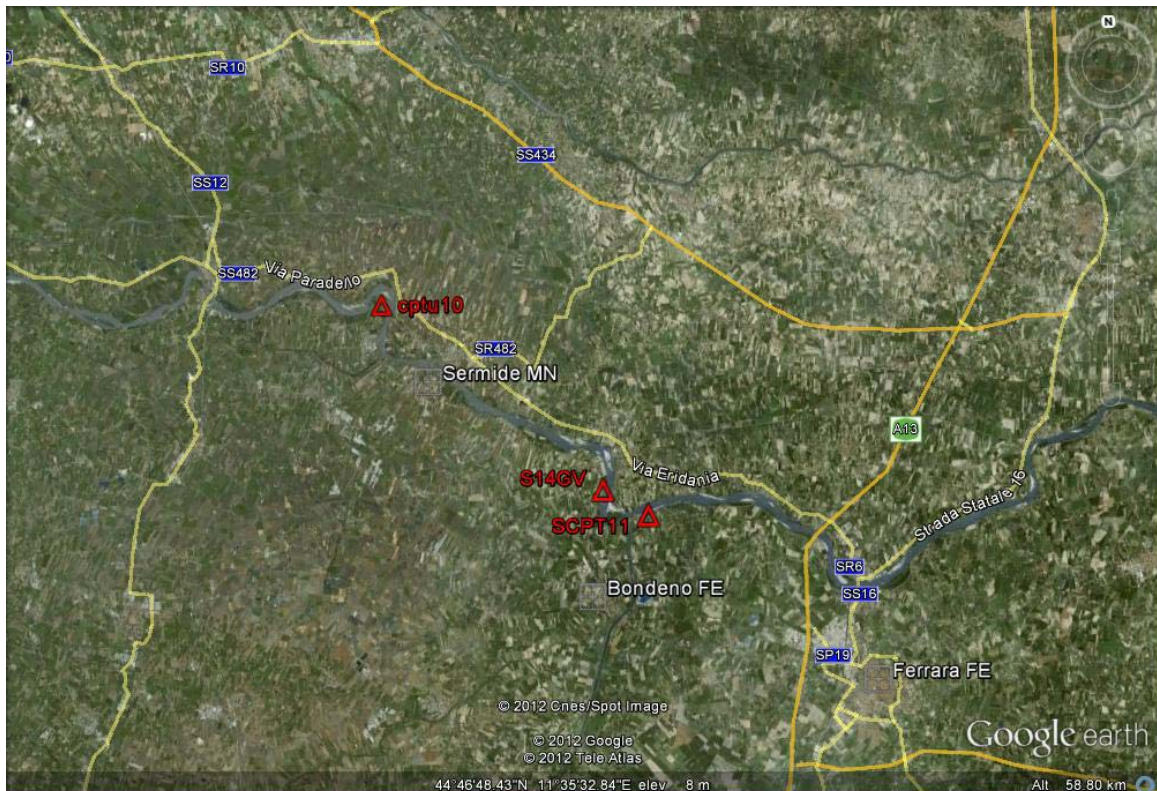 N
SR10
SS434
SS12
Via Paradello
SS482
cptu10
SR482
Sermide MN
A13
S14GV
Via Eridania
SCPT11
Strada Statale 16
SR6
Bondeno FE
SS16
SP19
Ferrara FE
© 2012 Cnes/Spot Image
Google earth
© 2012 Google
© 2012 Tele Atlas
44°46'48.43"N 11°35'32.84"E elev 8 m
Alt 58.80 km